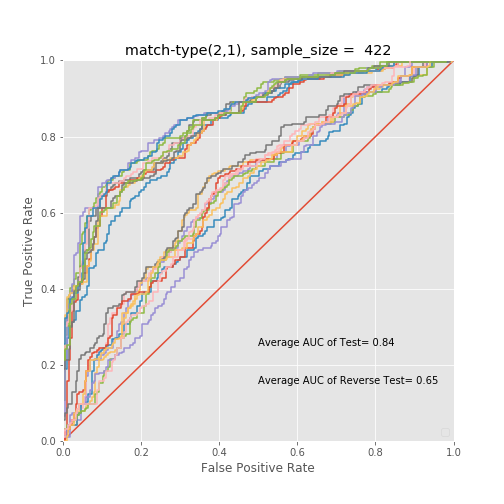 match-type(2,1), sample_size =  422
True Positive Rate
1.0
0.8
0.6
0.4
0.2
0.0
Average AUC of Test= 0.84
Average AUC of Reverse Test= 0.65
0.0 0.2 0.4 0.6 0.8 1.0
False Positive Rate